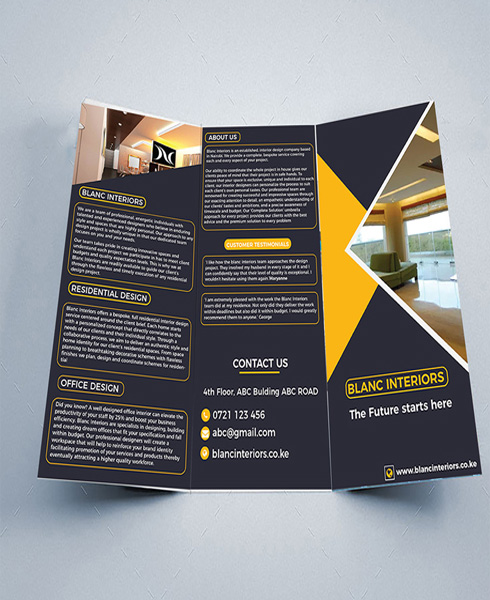 BLANC INTERIORS
We are a team of professional, energetic individuals with
talented and experienced designers who believe in ensuring
style and spaces that are highly personal. Our approach to any
design project is wholly unique in that our dedicated team
focuses on you and your needs.
Our team takes pride in creating innovative spaces and
understand each project we participate in has to meet client
budgets and quality expectation levels. This is why at
Blanc Interiors are readily available to guide our clients
through the flawless and timely execution of any residential
design project
RESIDENTIAL DESIGN
Blanc Interiors offers a bespoke, full residential interior design
service centered around the client brief. Each home starts
with a personalized concept that directly correlates to the
needs of our clients and their individual style. Through a
collaborative process, we aim to deliver an authentic style and
home identity for our client's residential spaces. From space
planning to breathtaking decorative schemes with flawless
finishes we plan, design and coordinate schemes for residen-
tial
OFFICE DESIGN
Did you know! A well designed office interior can elevate the
productivity of your staff by 25% and boost your business
efficiency. Blanc Interiors are specialists in designing, building
and creating dream offices that fit your specification and fall
within budget. Our professional designers will create a
workspace that will help to reinforce your brand identity
facilitating promotion of your services and products thereby
eventually attracting a higher quality workforce.
ABOUT US
Blanc Interiors is an established, interior design company based
in Nairobi. We provide a complete, bespoke service covering
each and every aspect of your project.
Our ability to coordinate the whole project in house gives our
clients peace of mind that their project is in safe hands. To
ensure that your space is exclusive, unique and individual to each
client, our interior designers can personalize the process to suit
each client's own personal tastes. Our professional team are
renowned for creating successful and impressive spaces through
our exacting attention to detail, an empathetic understanding of
our clients' tastes and ambitions, and a precise awareness of
timescale and budget. Our 'Complete Solution' umbrella
approach for every project provides our clients with the best
advice and the premium solution to every problem
CUSTOMER TESTIMONIALS
'I like how the blanc interiors team approaches the design
project. They involved my husband in every stage of it and I
can confidently say that their level of quality is exceptional. I
wouldn't hesitate using them again. Maryanne
'I am extremely pleased with the work the Blanc Interiors
team did at my residence. Not only did they deliver the work
within deadlines but also did it within budget. I would greatly
recommend them to anyone.' George
CONTACT US
4th Floor, ABC Bulding ABC ROAD
0721 123 456
abc@gmail.com
blancinteriors.co.ke
BLANC INTERIORS
The Future starts here
www.blancinteriors.co.ke